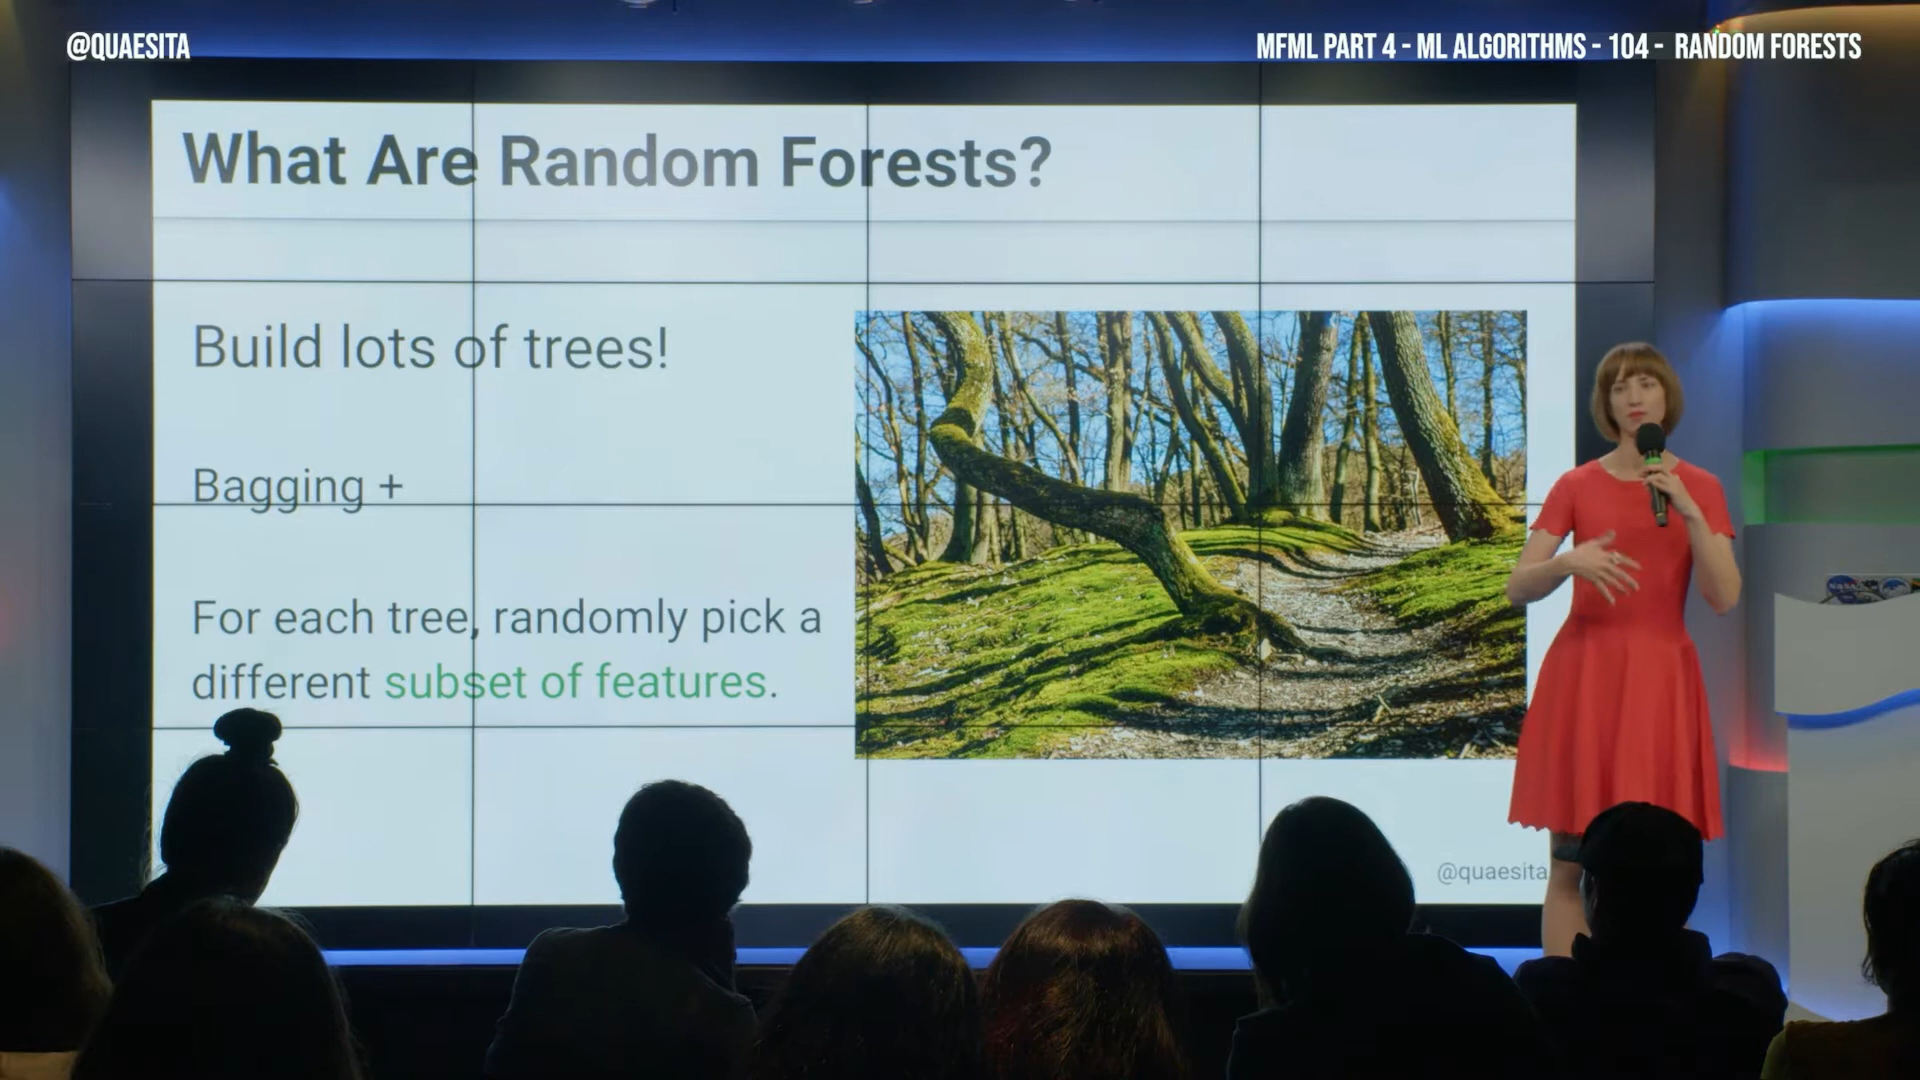 @QUAESITA
MFML PART 4 - ML ALGORITHMS - 104 - RANDOM FORESTS
What Are Random Forests?
Build lots of trees!
Bagging +
For each tree, randomly pick a
different subset of features.
@quaesita